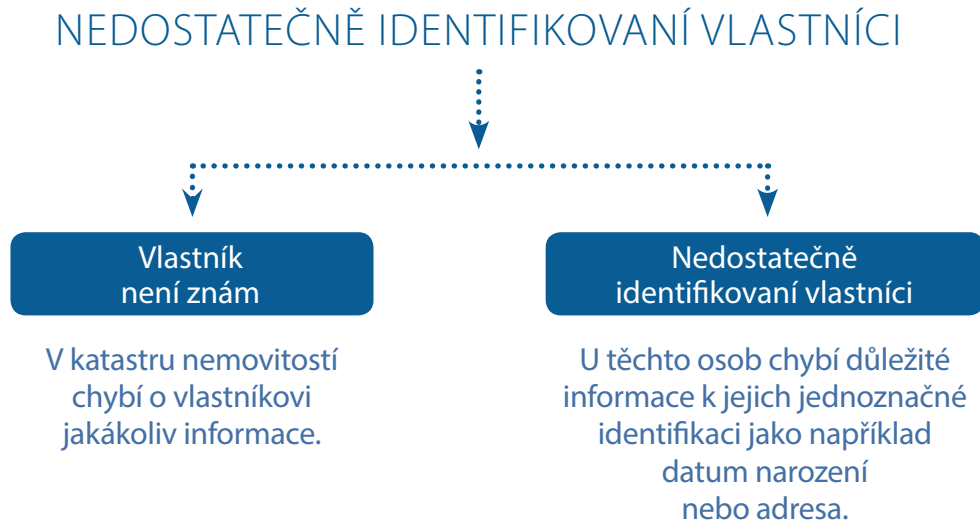 NEDOSTATEČNĚ IDENTIFIKOVANÍ VLASTNÍCI
Vlastník
není znám
V katastru nemovitostí
chybí o vlastníkovi
jakákoliv informace.
Nedostatečně
identifikovaní vlastníci
U těchto osob chybí důležité
informace k jejich jednoznačné
identifikaci jako například
datum narození
nebo adresa.